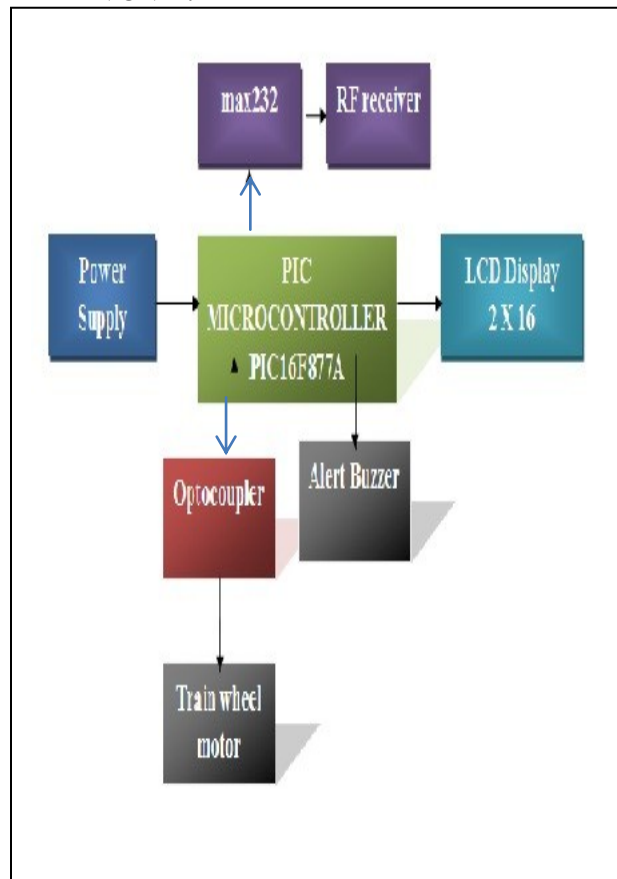 max232
RF receiver
Power
Supply
PIC
MICROCONTROLLER
PIC16F877A
LCD Display
2 X 16
Optocoupler
Alert Buzzer
Train wheel
motor